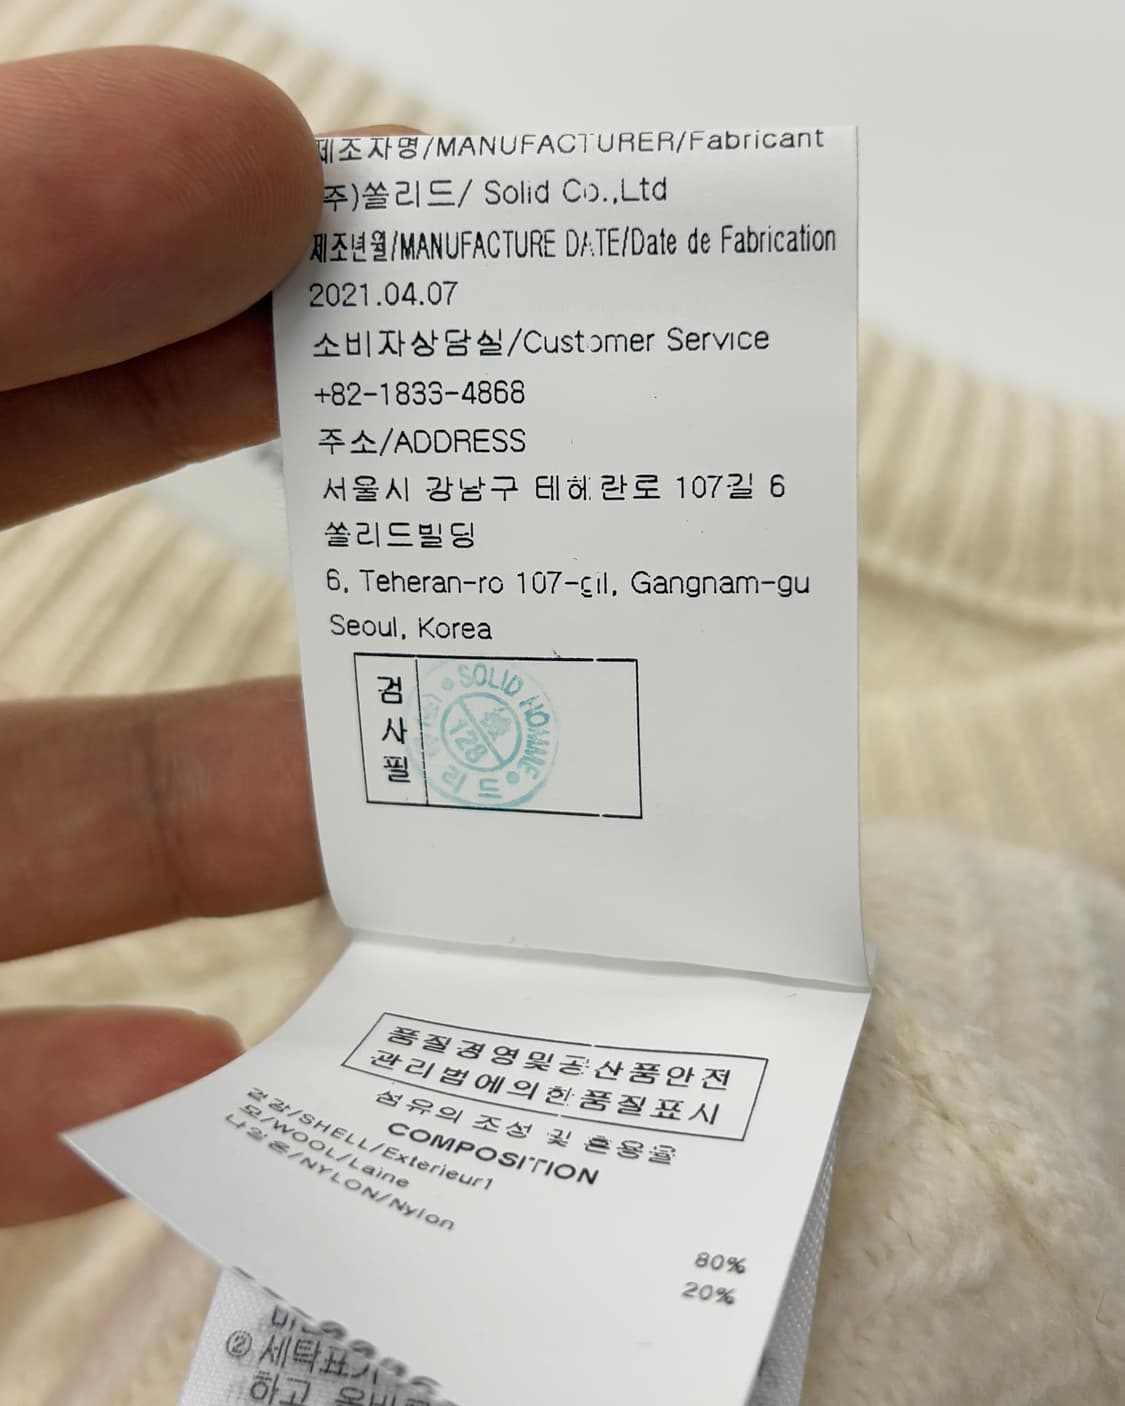 제조자명/MANUFACTURER/Fabricant
주)쏠리드/ Solid Co.,Ltd
제조년월/MANUFACTURE DATE/Date de Fabrication
2021.04.07
소비자상담실/Customer Service
+82-1833-4868
주소/ADDRESS
서울시 강남구 테헤란로 107길 6
쏠리드빌딩
6, Teheran-ro 107-gil, Gangnam-gu
Seoul, Korea
검사필
SOLID HOMME
128
리드
품질경영및공산품안전
관리법에의한품질표시
섬유의 조성 및 혼용율
COMPOSITION
겉감/SHELL/Exterieur1
모/WOOL/Laine 80%
나일론/NYLON/Nylon 20%
② 세탁표기
하고